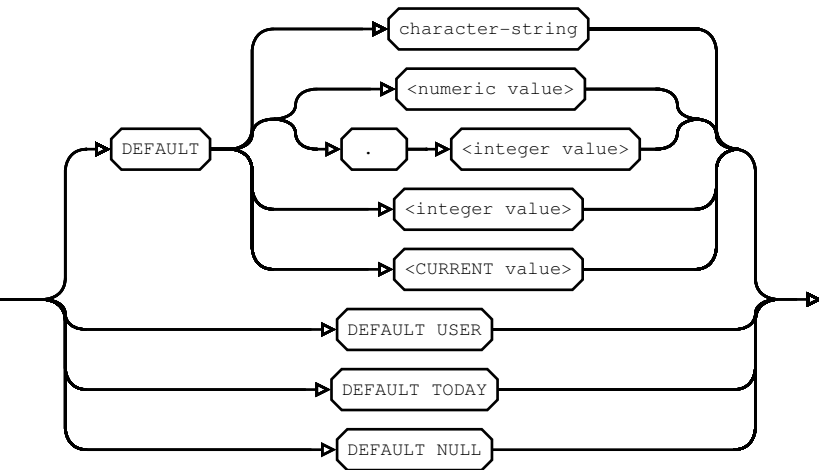 character-string
<numeric value>
DEFAULT . <integer value>
<integer value>
<CURRENT value>
DEFAULT USER
DEFAULT TODAY
DEFAULT NULL